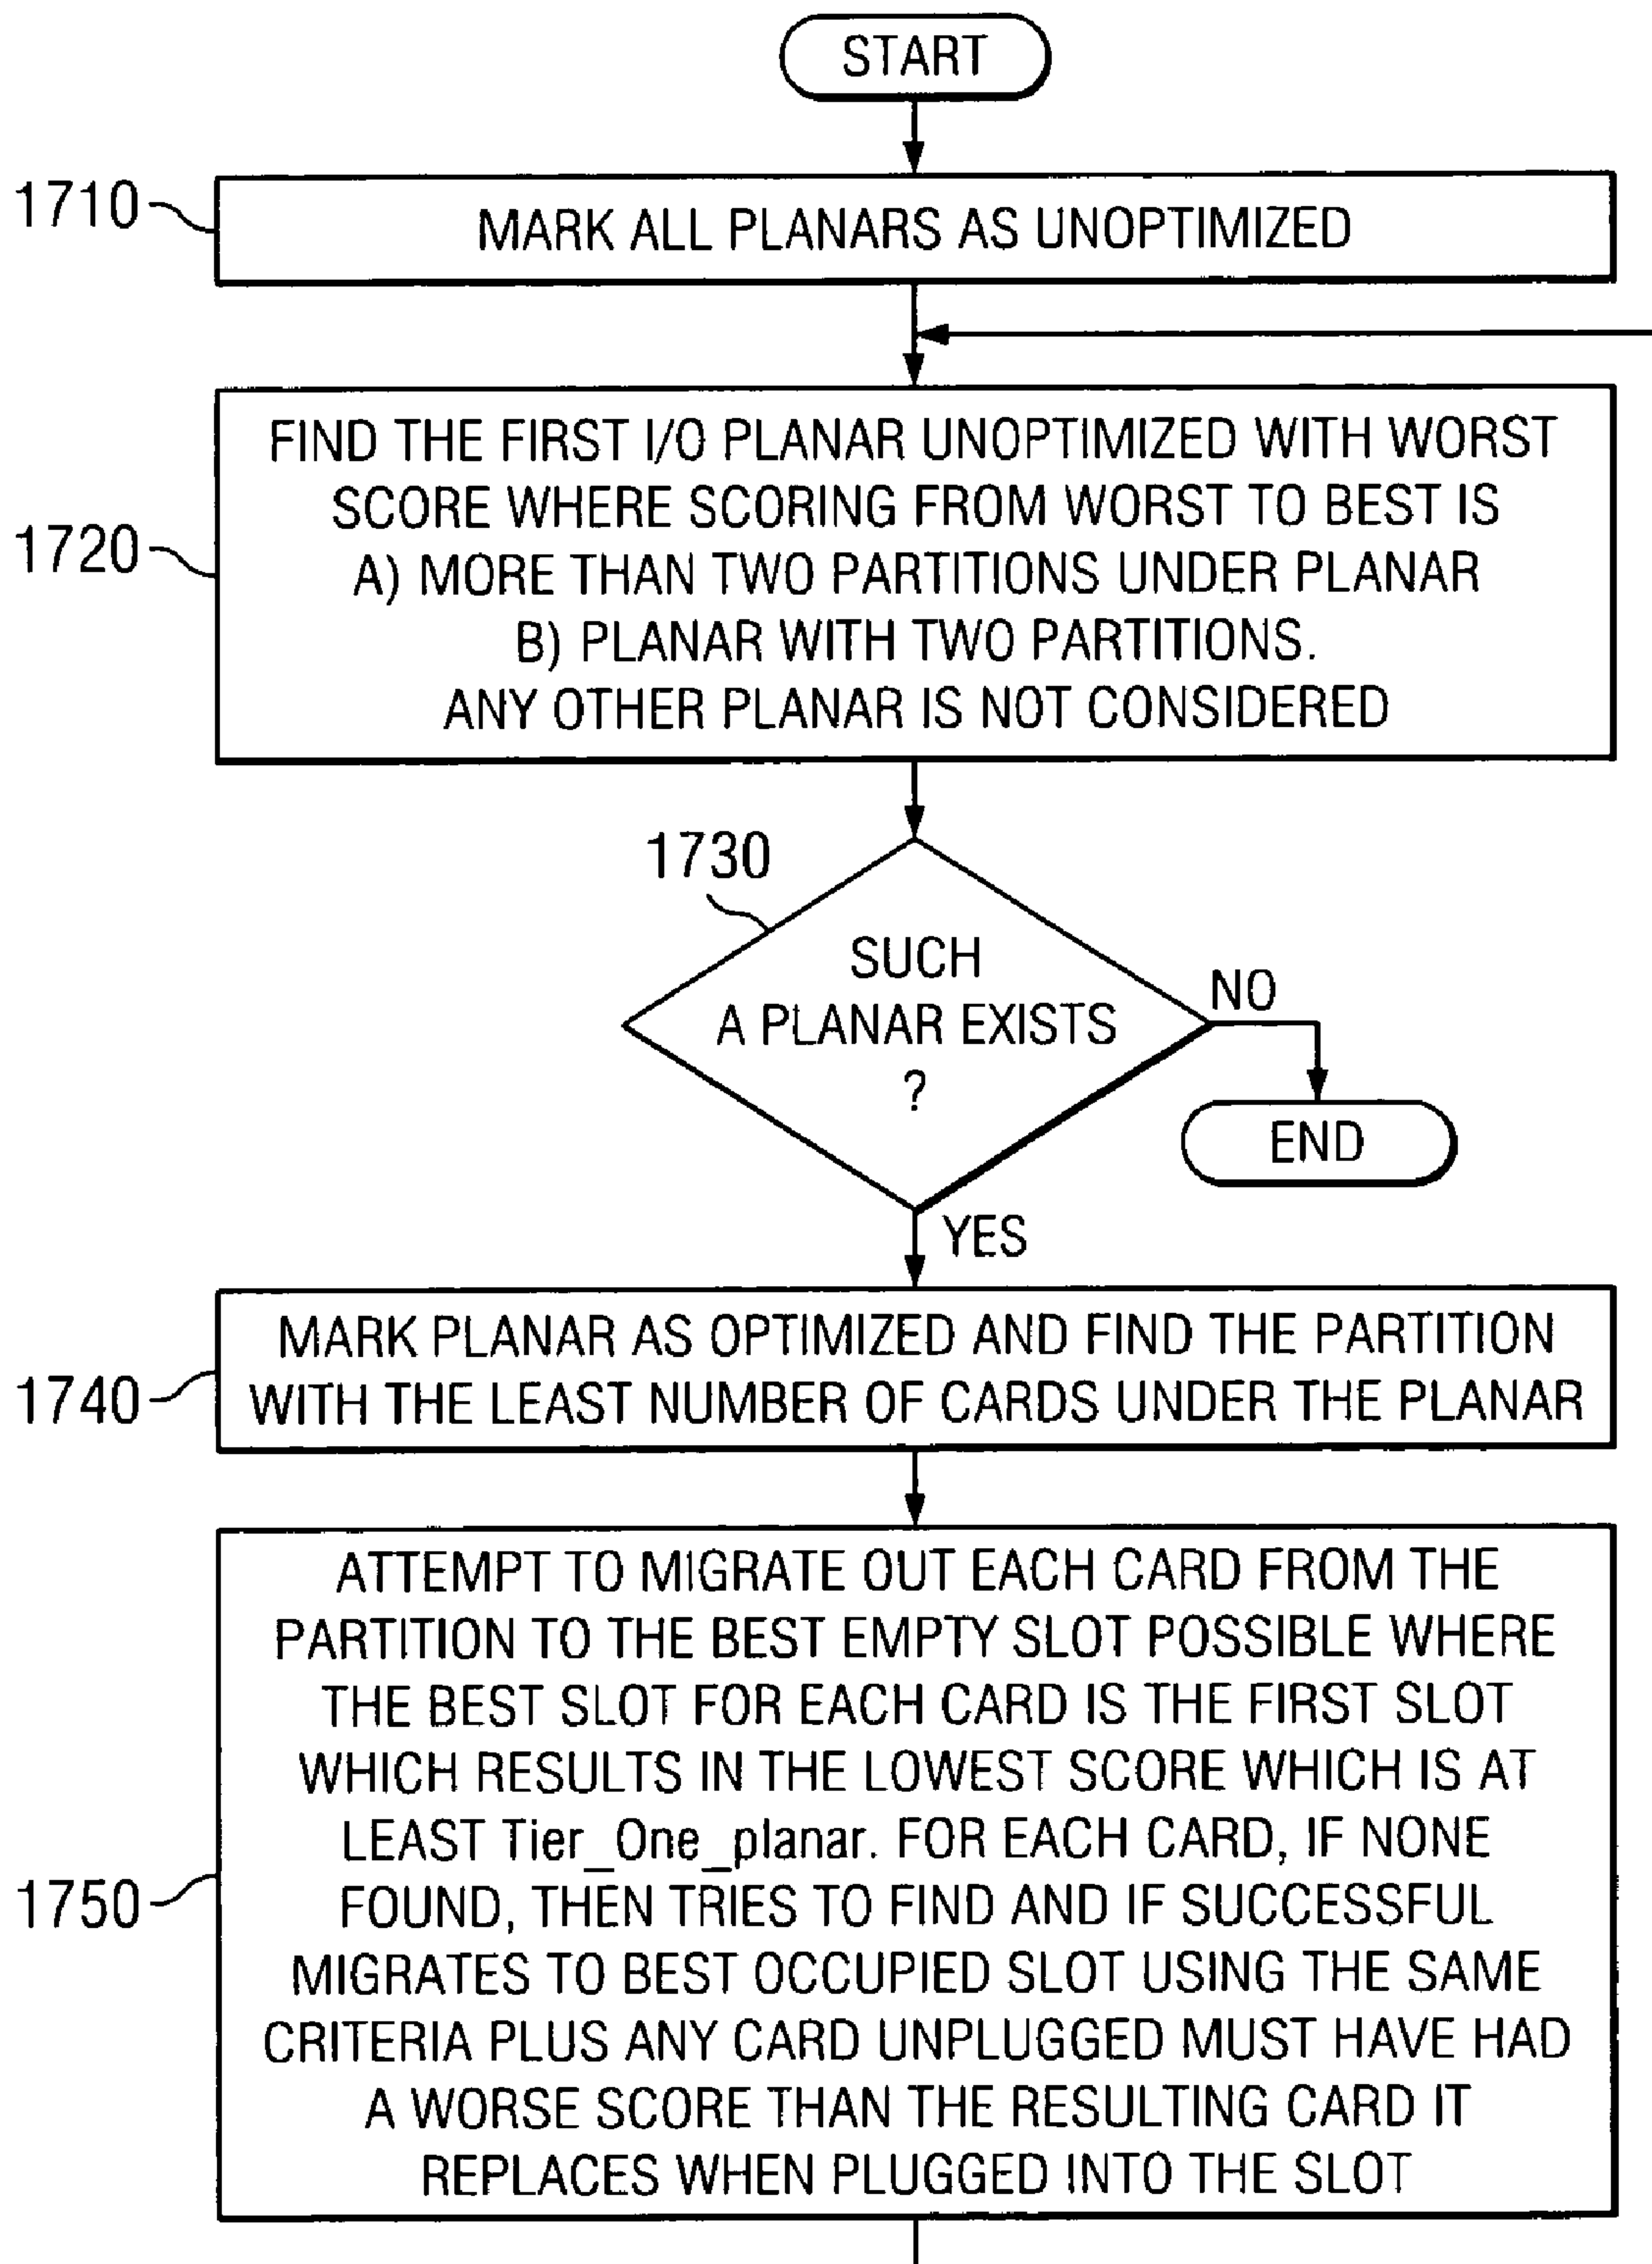 START
1710
MARK ALL PLANARS AS UNOPTIMIZED
1720
FIND THE FIRST I/O PLANAR UNOPTIMIZED WITH WORST
SCORE WHERE SCORING FROM WORST TO BEST IS
A) MORE THAN TWO PARTITIONS UNDER PLANAR
B) PLANAR WITH TWO PARTITIONS.
ANY OTHER PLANAR IS NOT CONSIDERED
1730
SUCH
A PLANAR EXISTS
?
NO
END
YES
1740
MARK PLANAR AS OPTIMIZED AND FIND THE PARTITION
WITH THE LEAST NUMBER OF CARDS UNDER THE PLANAR
1750
ATTEMPT TO MIGRATE OUT EACH CARD FROM THE
PARTITION TO THE BEST EMPTY SLOT POSSIBLE WHERE
THE BEST SLOT FOR EACH CARD IS THE FIRST SLOT
WHICH RESULTS IN THE LOWEST SCORE WHICH IS AT
LEAST Tier_One_planar. FOR EACH CARD, IF NONE
FOUND, THEN TRIES TO FIND AND IF SUCCESSFUL
MIGRATES TO BEST OCCUPIED SLOT USING THE SAME
CRITERIA PLUS ANY CARD UNPLUGGED MUST HAVE HAD
A WORSE SCORE THAN THE RESULTING CARD IT
REPLACES WHEN PLUGGED INTO THE SLOT